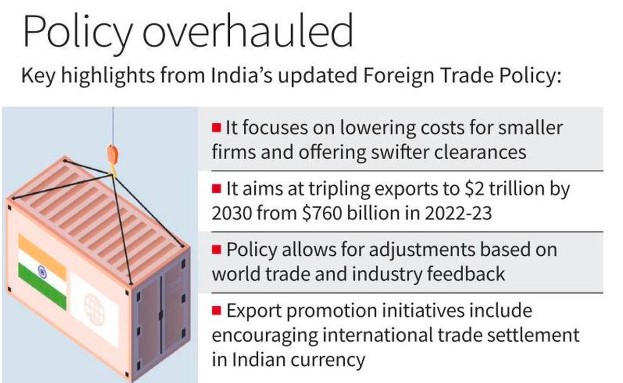 Policy overhauled
Key highlights from India's updated Foreign Trade Policy:
■ It focuses on lowering costs for smaller
firms and offering swifter clearances
■ It aims at tripling exports to $2 trillion by
2030 from $760 billion in 2022-23
■ Policy allows for adjustments based on
world trade and industry feedback
■ Export promotion initiatives include
encouraging international trade settlement
in Indian currency